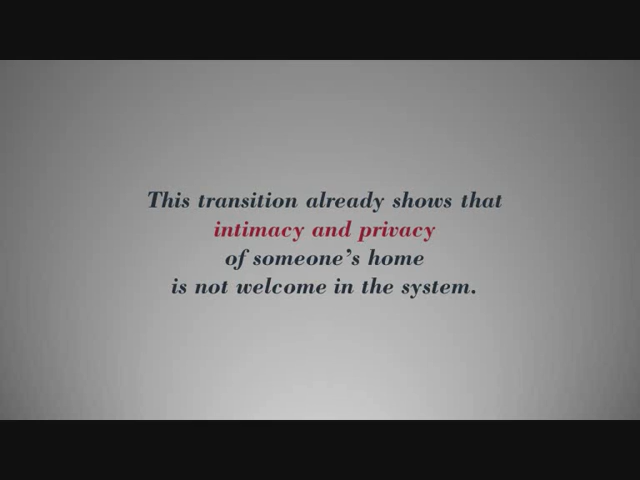 This transition already shows that
intimacy and privacy
of someone's home
is not welcome in the system.